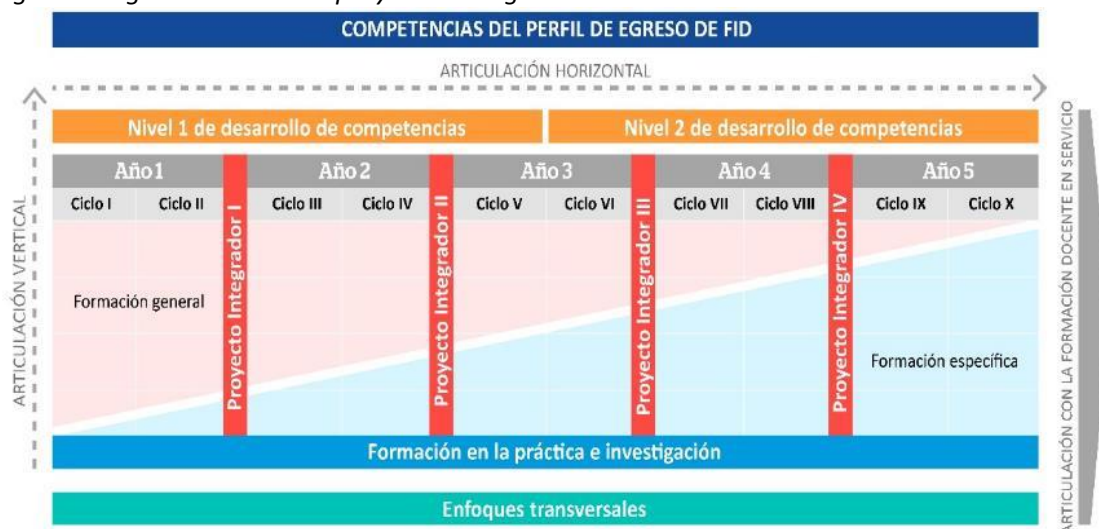 COMPETENCIAS DEL PERFIL DE EGRESO DE FID
ARTICULACIÓN HORIZONTAL
Nivel 1 de desarrollo de competencias
Nivel 2 de desarrollo de competencias
Año 1
Año 2
Año 3
Año 4
Año 5
Ciclo I
Ciclo II
Ciclo III
Ciclo IV
Ciclo V
Ciclo VI
Ciclo VII
Ciclo VIII
Ciclo IX
Ciclo X
Proyecto Integrador I
Proyecto Integrador II
Proyecto Integrador III
Proyecto Integrador IV
Formación general
Formación específica
ARTICULACIÓN VERTICAL
ARTICULACIÓN CON LA FORMACIÓN DOCENTE EN SERVICIO
Formación en la práctica e investigación
Enfoques transversales